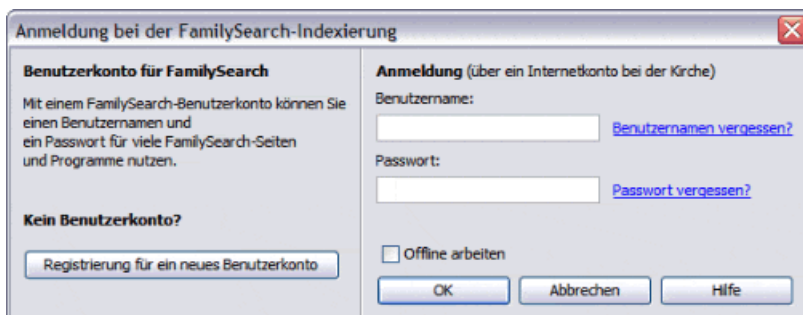 Anmeldung bei der FamilySearch-Indexierung
Benutzerkonto für FamilySearch
Mit einem FamilySearch-Benutzerkonto können Sie
einen Benutzernamen und
ein Passwort für viele FamilySearch-Seiten
und Programme nutzen.
Kein Benutzerkonto?
Registrierung für ein neues Benutzerkonto
Anmeldung (über ein Internetkonto bei der Kirche)
Benutzername:
Benutzernamen vergessen?
Passwort:
Passwort vergessen?
Offline arbeiten
OK Abbrechen Hilfe